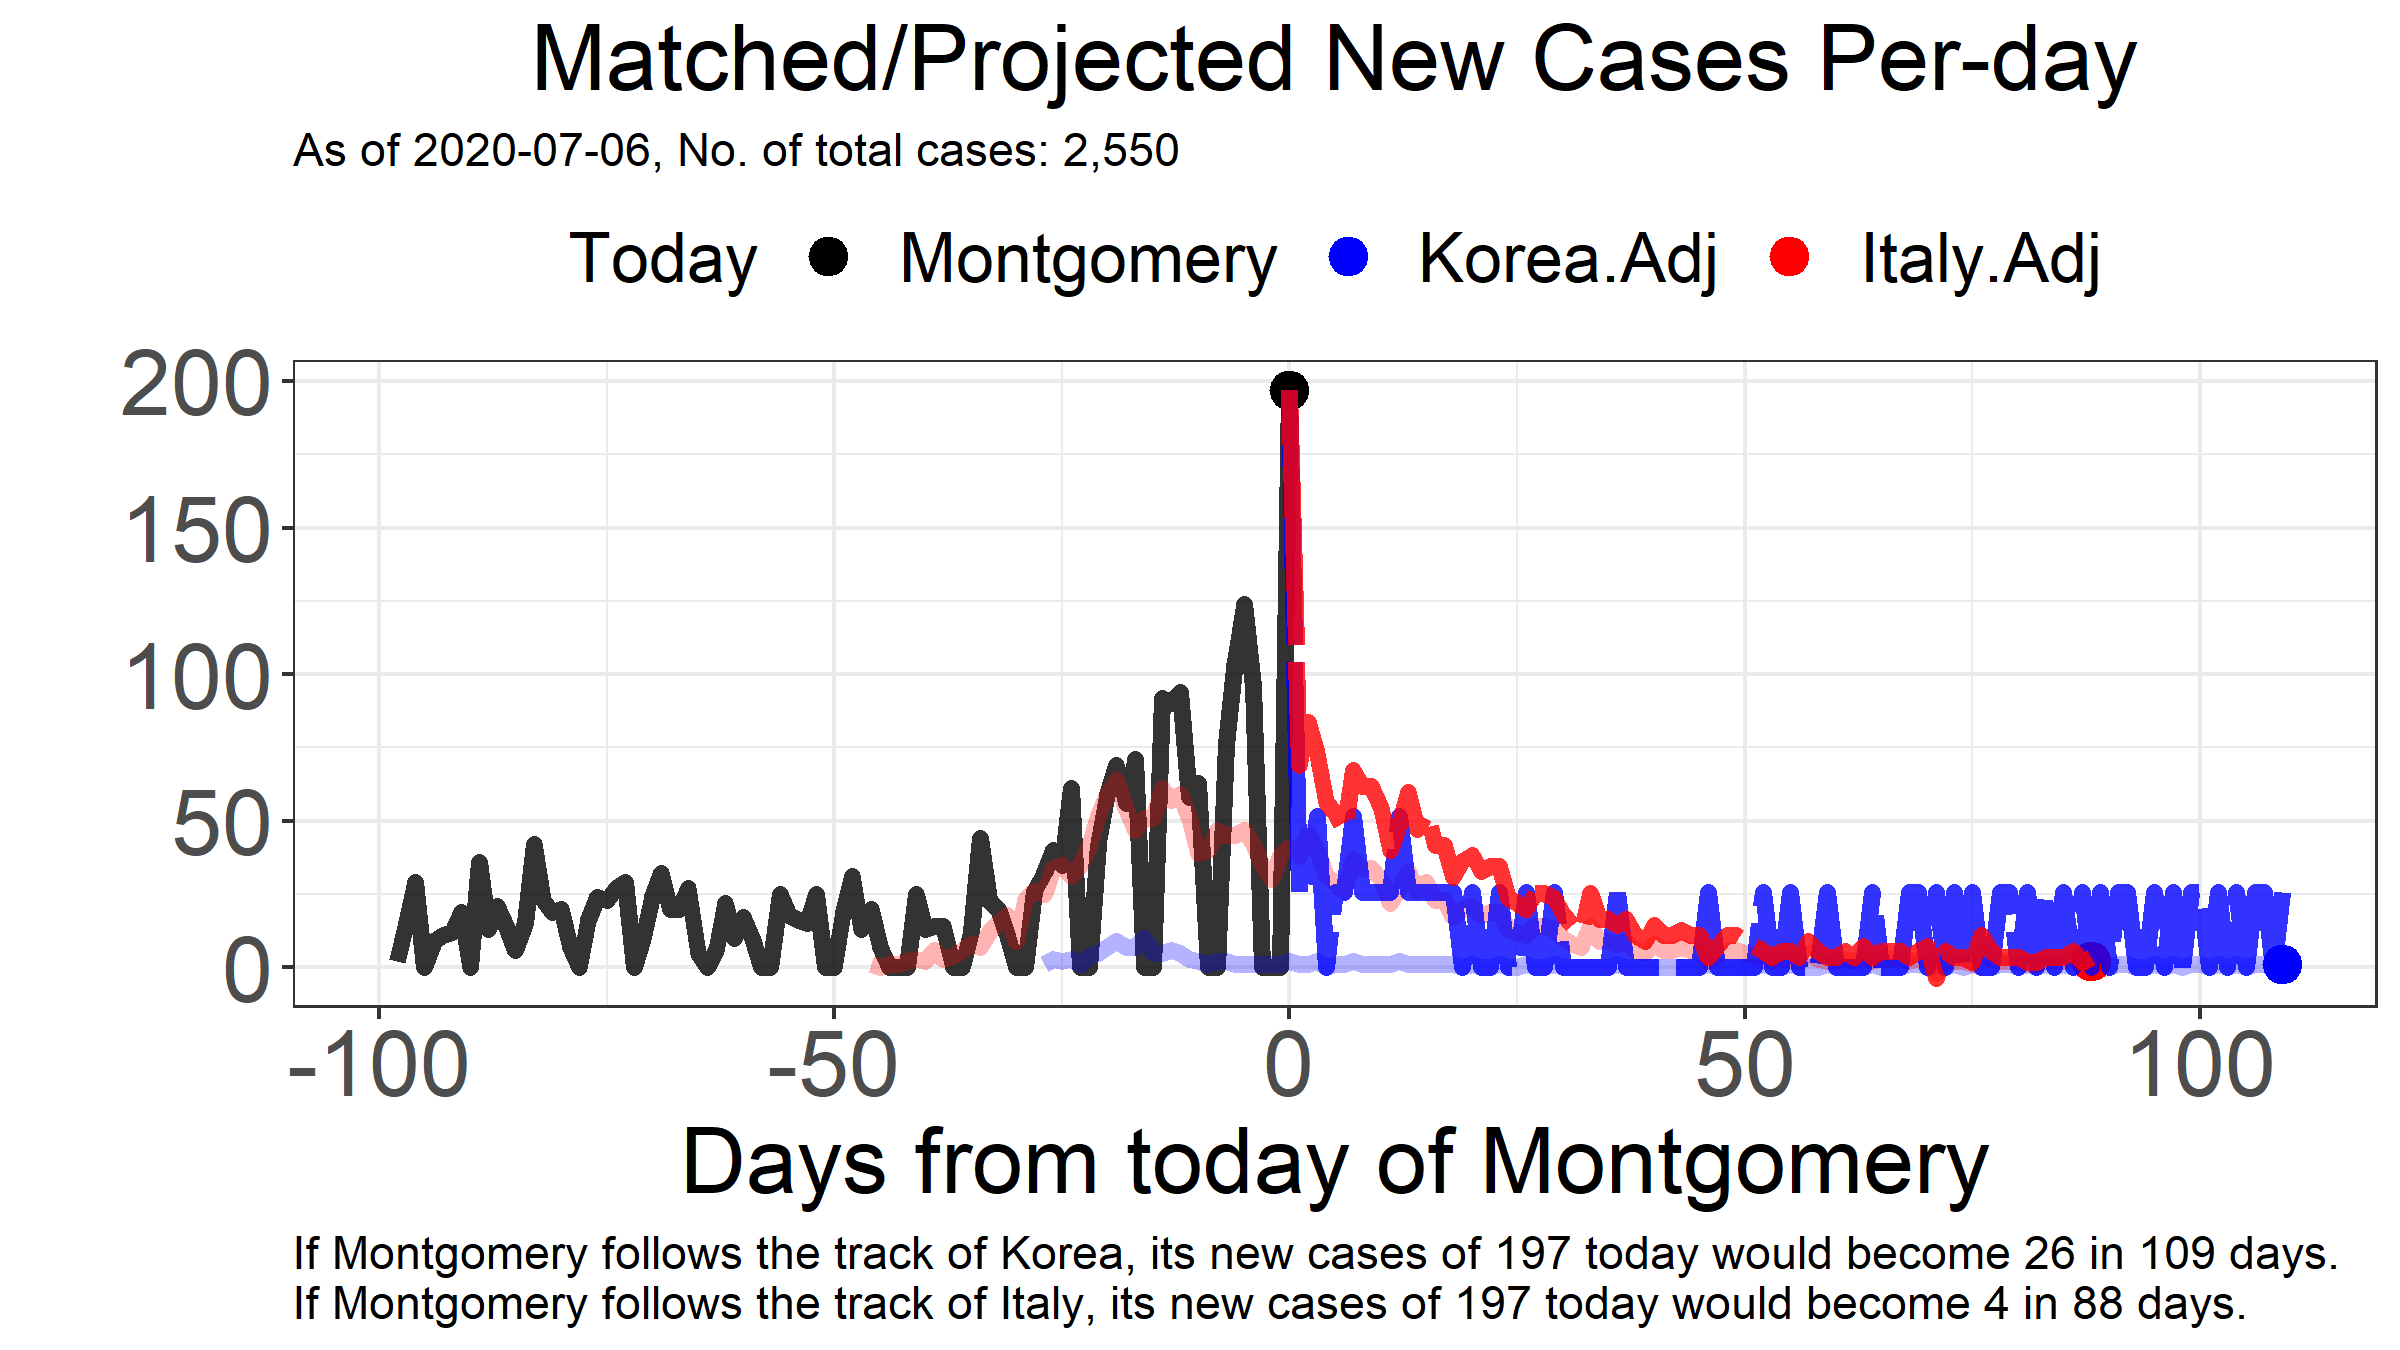 Matched/Projected New Cases Per-day
As of 2020-07-06, No. of total cases: 2,550
Today Montgomery Korea.Adj Italy.Adj
200
150
100
50
0
-100 -50 0 50 100
Days from today of Montgomery
If Montgomery follows the track of Korea, its new cases of 197 today would become 26 in 109 days.
If Montgomery follows the track of Italy, its new cases of 197 today would become 4 in 88 days.